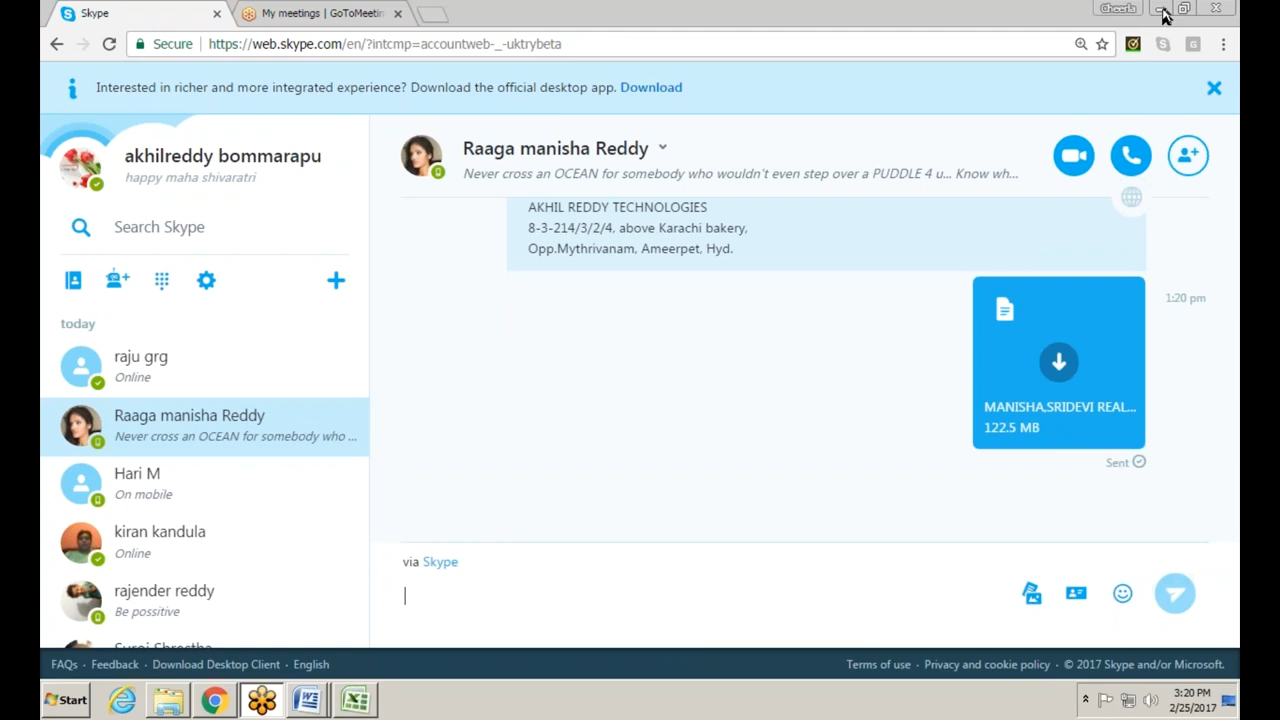 Skype
My meetings | GoToMeetin
Cheerla
Secure
https://web.skype.com/en/?intcmp=accountweb-_-uktrybeta
Interested in richer and more integrated experience? Download the official desktop app. Download
akhilreddy bommarapu
happy maha shivaratri
Search Skype
today
raju grg
Online
Raaga manisha Reddy
Never cross an OCEAN for somebody who ...
Hari M
On mobile
kiran kandula
Online
rajender reddy
Be possitive
Suroj Shrestha
Raaga manisha Reddy
Never cross an OCEAN for somebody who wouldn't even step over a PUDDLE 4 u... Know wh...
AKHIL REDDY TECHNOLOGIES
8-3-214/3/2/4, above Karachi bakery,
Opp.Mythrivanam, Ameerpet, Hyd.
1:20 pm
MANISHA,SRIDEVI REAL...
122.5 MB
Sent
via Skype
FAQs Feedback Download Desktop Client English
Terms of use Privacy and cookie policy © 2017 Skype and/or Microsoft.
Start
3:20 PM
2/25/2017